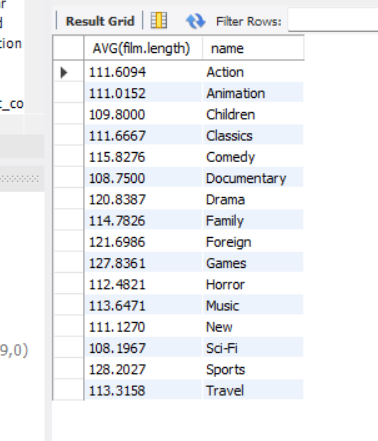 ar
d
tion
t_co
9,0)
Result Grid Filter Rows:
AVG(film.length) name
111.6094 Action
111.0152 Animation
109.8000 Children
111.6667 Classics
115.8276 Comedy
108.7500 Documentary
120.8387 Drama
114.7826 Family
121.6986 Foreign
127.8361 Games
112.4821 Horror
113.6471 Music
111.1270 New
108.1967 Sci-Fi
128.2027 Sports
113.3158 Travel